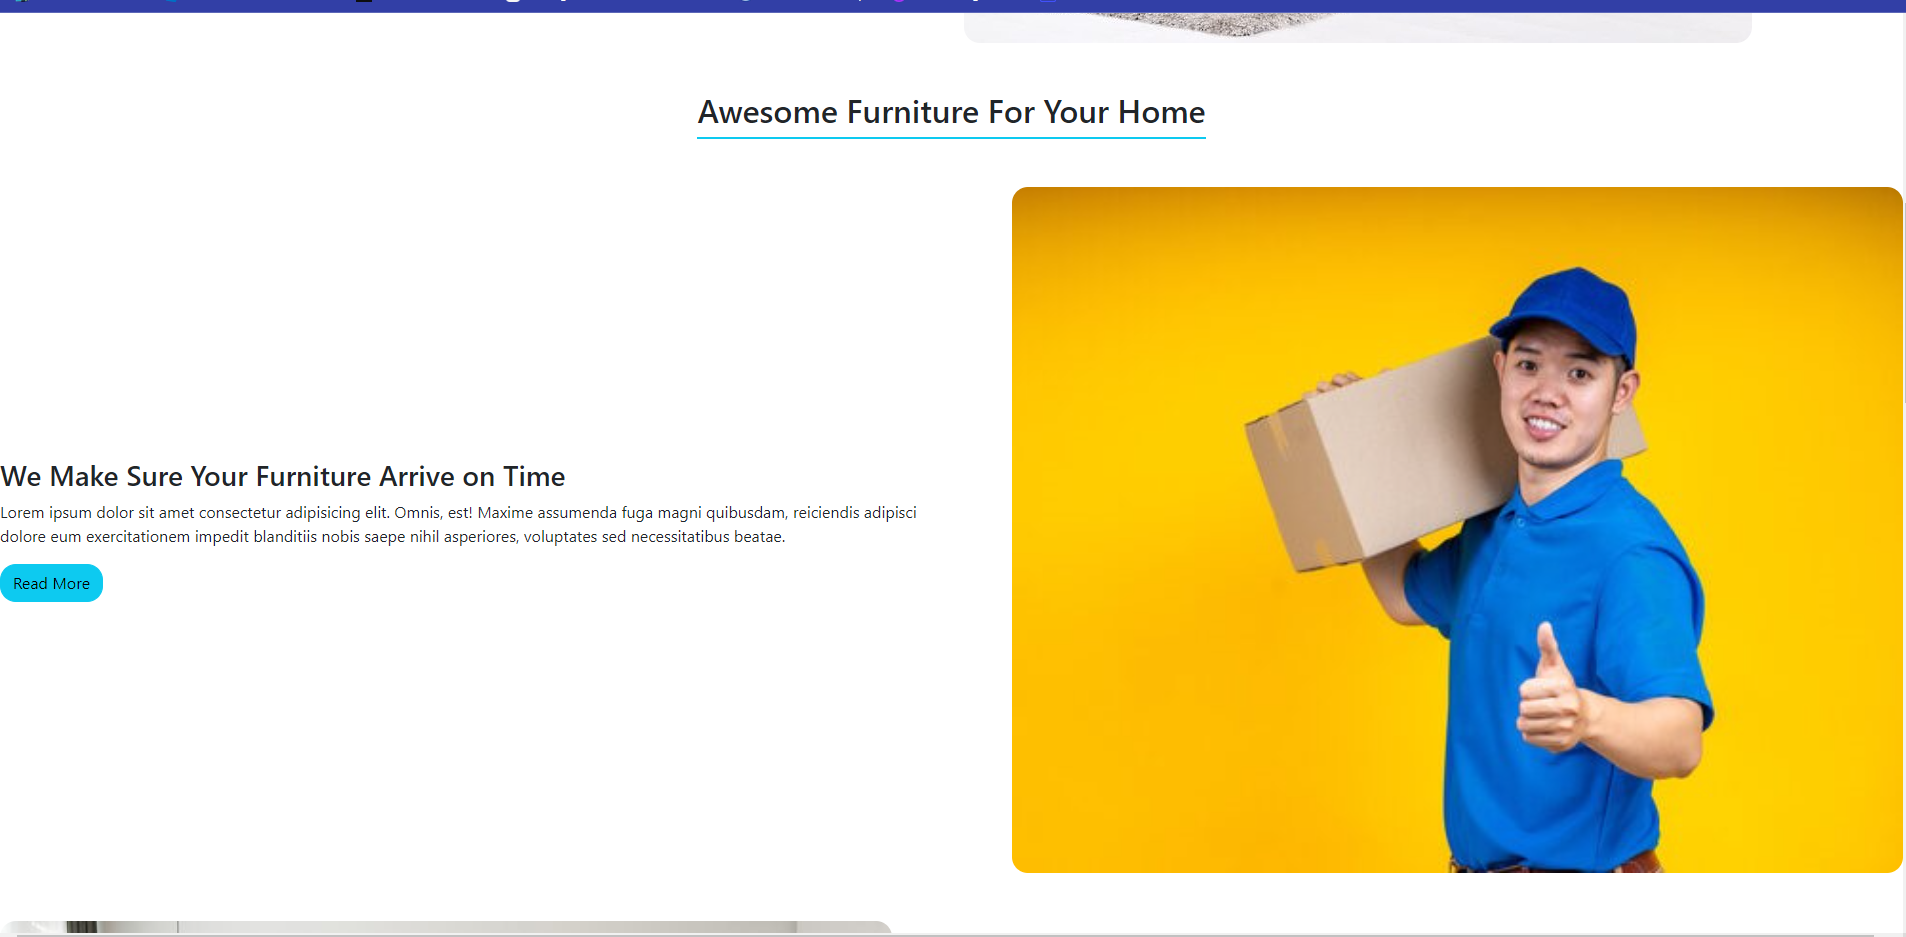 Awesome Furniture For Your Home
We Make Sure Your Furniture Arrive on Time
Lorem ipsum dolor sit amet consectetur adipisicing elit. Omnis, est! Maxime assumenda fuga magni quibusdam, reiciendis adipisci
dolore eum exercitationem impedit blanditiis nobis saepe nihil asperiores, voluptates sed necessitatibus beatae.
Read More